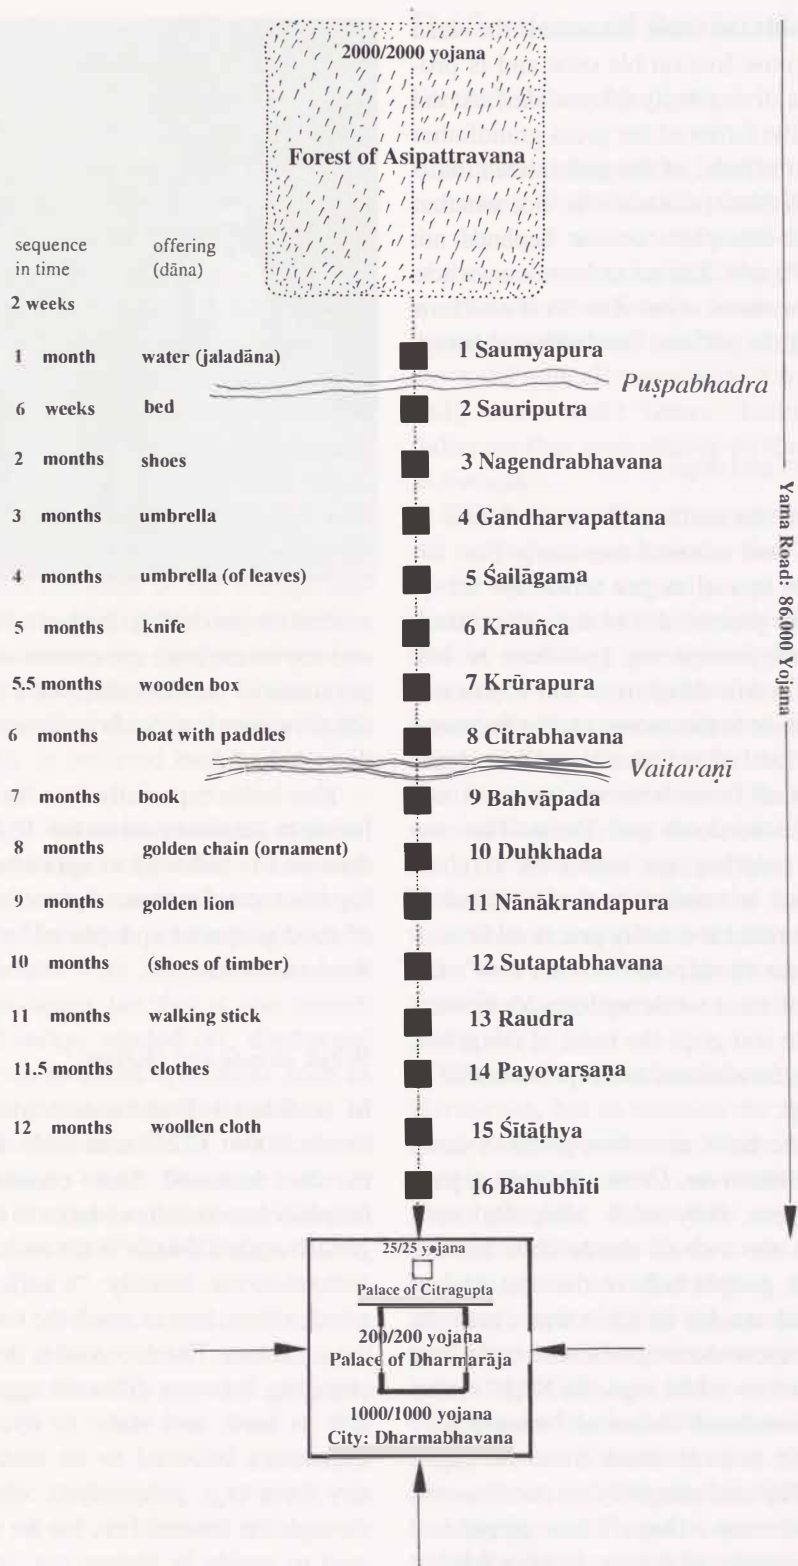 2000/2000 yojana
Forest of Asipattravana
sequence offering
in time (dāna)
2 weeks
1 month water (jaladāna) 1 Saumyapura
Puṣpabhadra
6 weeks bed 2 Sauriputra
2 months shoes 3 Nagendrabhavana
3 months umbrella 4 Gandharvapattana
4 months umbrella (of leaves) 5 Śailāgama
5 months knife 6 Krauñca
5.5 months wooden box 7 Krūrapura
6 months boat with paddles 8 Citrabhavana
Vaitaraṇī
7 months book 9 Bahvāpada
8 months golden chain (ornament) 10 Duḥkhada
9 months golden lion 11 Nānākrandapura
10 months (shoes of timber) 12 Sutaptabhavana
11 months walking stick 13 Raudra
11.5 months clothes 14 Payovarṣaṇa
12 months woollen cloth 15 Śītāṭhya
16 Bahubhīti
25/25 yojana
Palace of Citragupta
200/200 yojana
Palace of Dharmarāja
1000/1000 yojana
City: Dharmabhavana
Yama Road: 86.000 Yojana